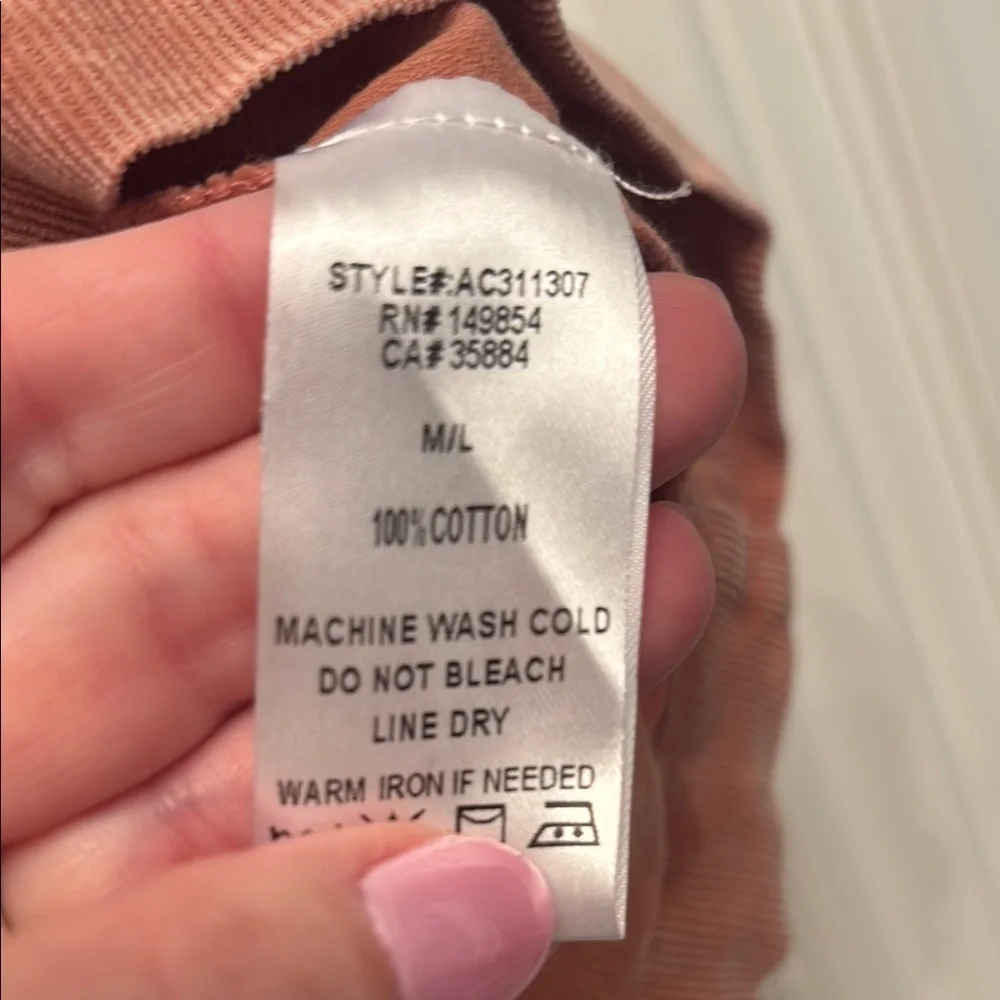 STYLE#:AC311307
RN# 149854
CA# 35884
M/L
100% COTTON
MACHINE WASH COLD
DO NOT BLEACH
LINE DRY
WARM IRON IF NEEDED